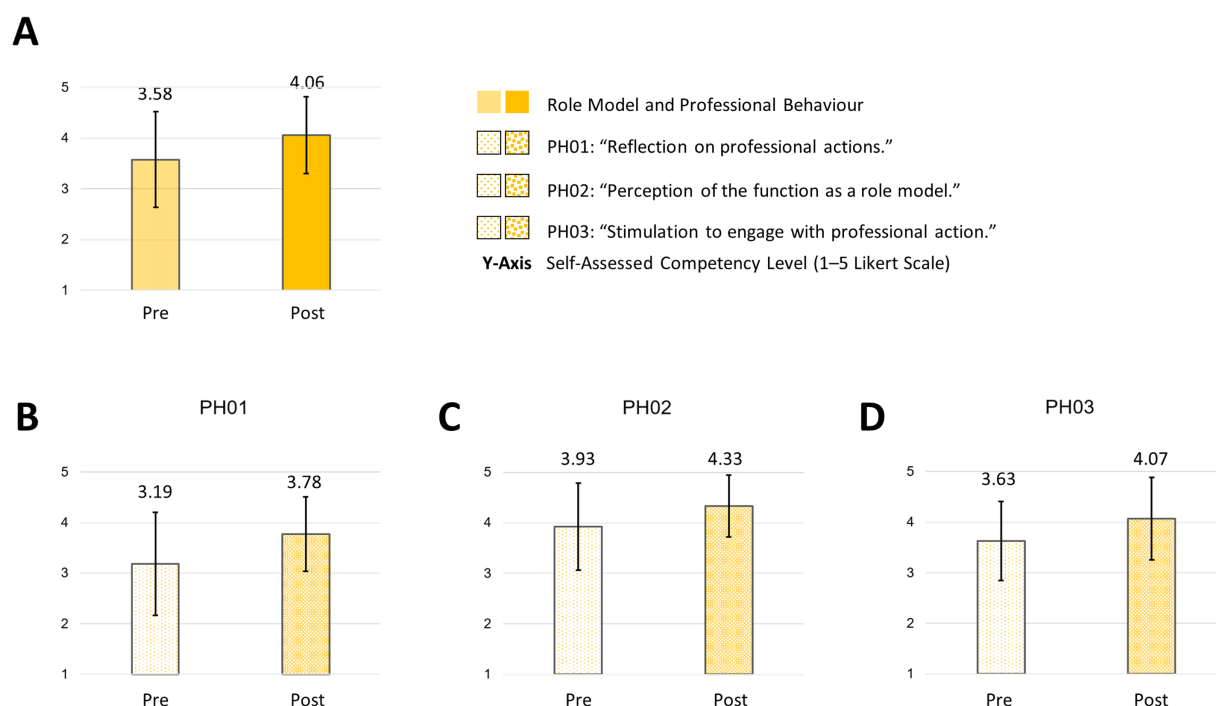 A
5
4
3
2
1
3.58
4.06
Pre
Post
Role Model and Professional Behaviour
PH01: “Reflection on professional actions.”
PH02: “Perception of the function as a role model.”
PH03: “Stimulation to engage with professional action.”
Y-Axis Self-Assessed Competency Level (1–5 Likert Scale)
B
PH01
5
4
3
2
1
3.19
3.78
Pre
Post
C
PH02
5
4
3
2
1
3.93
4.33
Pre
Post
D
PH03
5
4
3
2
1
3.63
4.07
Pre
Post